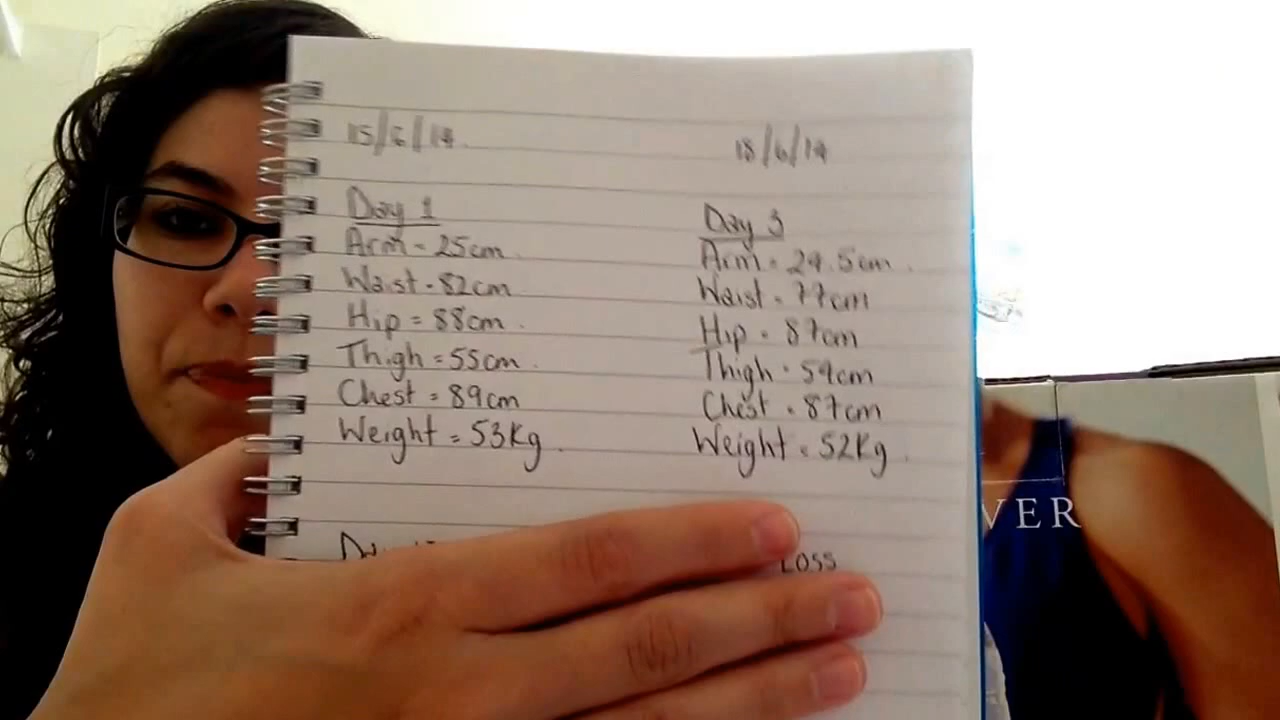 15/6/14
Day 1
Arm = 25cm
Waist = 82cm
Hip = 88cm
Thigh = 55cm
Chest = 89cm
Weight = 53Kg
18/6/14
Day 3
Arm = 24.5cm
Waist = 77cm
Hip = 87cm
Thigh = 54cm
Chest = 87cm
Weight = 52Kg
LOSS
VER